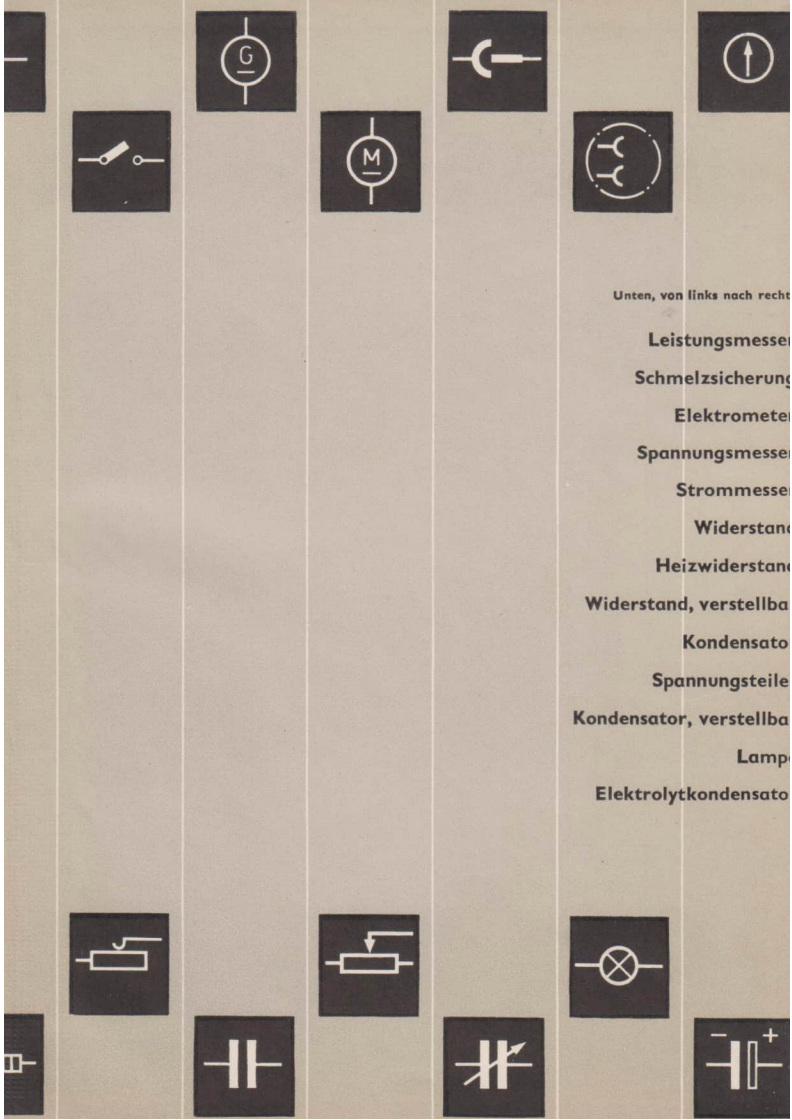 G
M
Unten, von links nach recht
Leistungsmesser
Schmelzsicherung
Elektrometer
Spannungsmesser
Strommesser
Widerstand
Heizwiderstand
Widerstand, verstellba
Kondensato
Spannungsteile
Kondensator, verstellba
Lampe
Elektrolytkondensato
− +